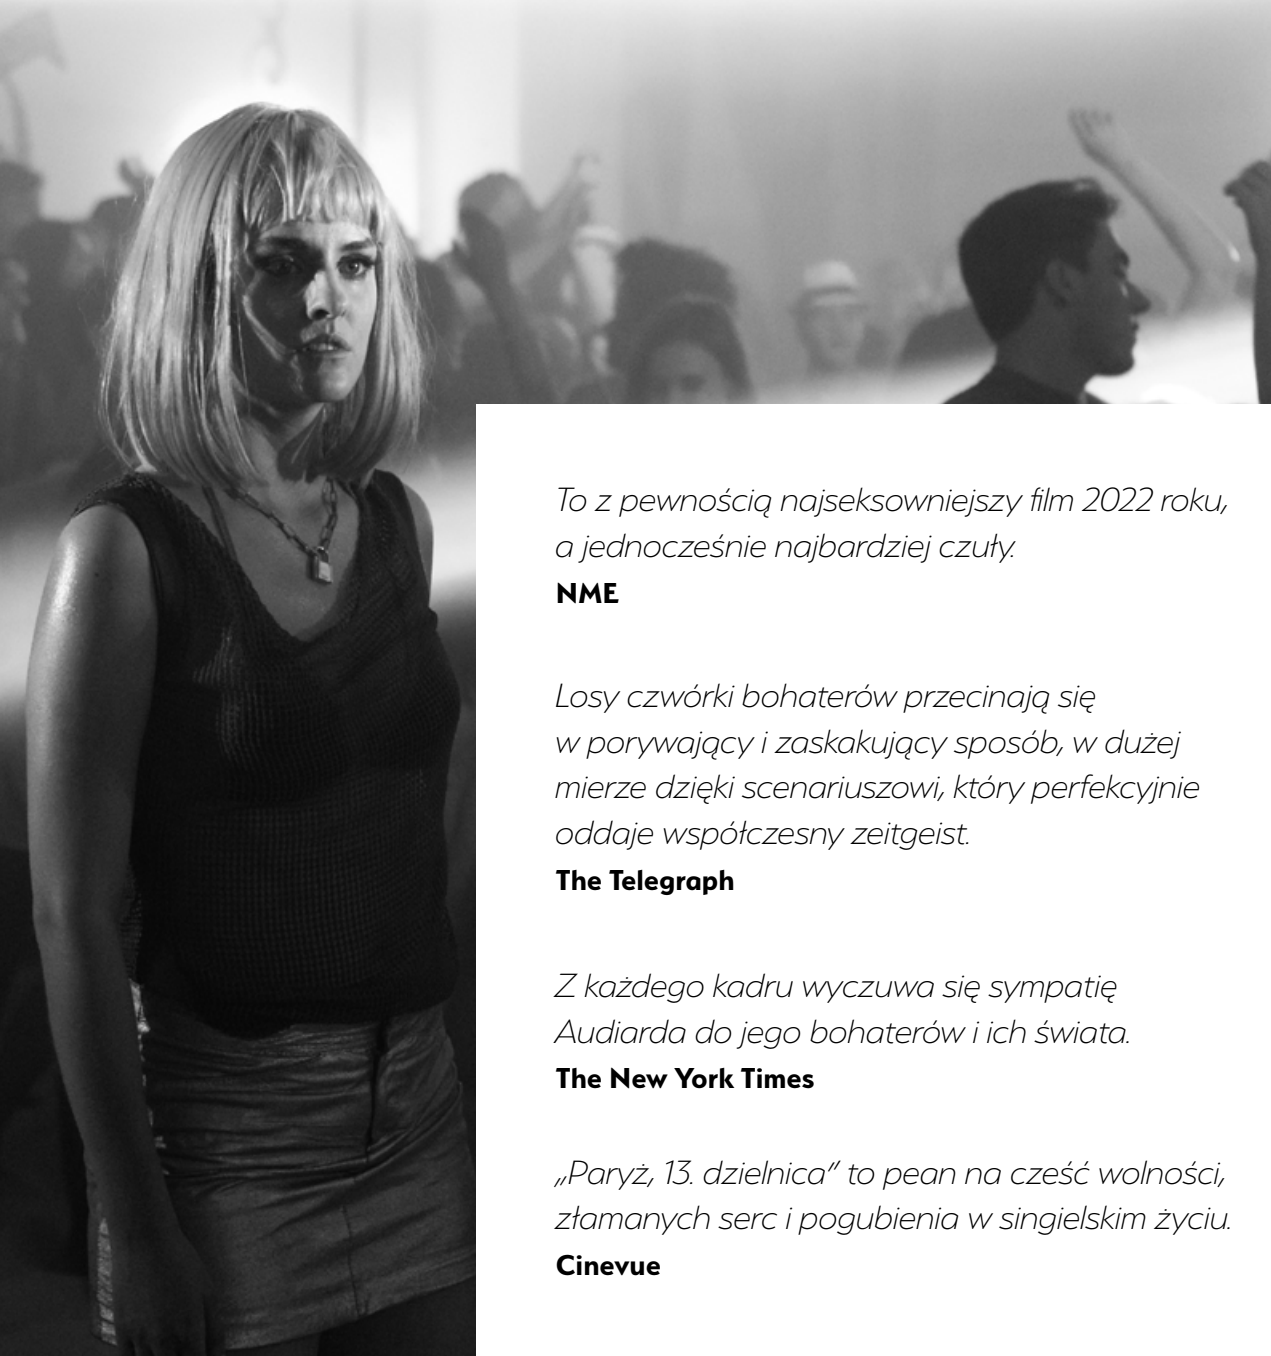 To z pewnością najseksowniejszy film 2022 roku,
a jednocześnie najbardziej czuły.
NME
Losy czwórki bohaterów przecinają się
w porywający i zaskakujący sposób, w dużej
mierze dzięki scenariuszowi, który perfekcyjnie
oddaje współczesny zeitgeist.
The Telegraph
Z każdego kadru wyczuwa się sympatię
Audiarda do jego bohaterów i ich świata.
The New York Times
„Paryż, 13. dzielnica” to pean na cześć wolności,
złamanych serc i pogubienia w singielskim życiu.
Cinevue